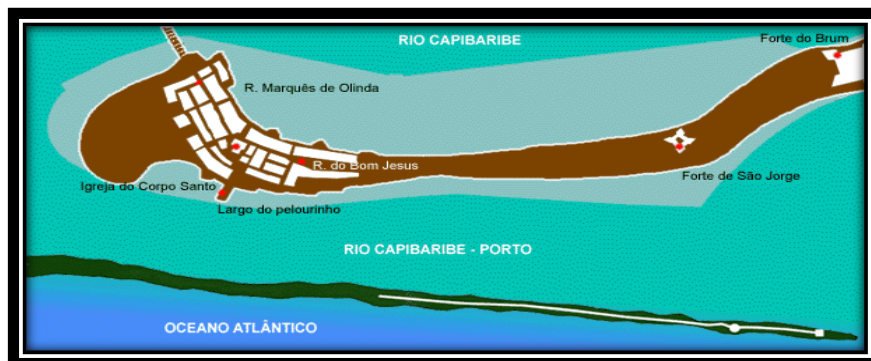 RIO CAPIBARIBE
Forte do Brum
R. Marquês de Olinda
R. do Bom Jesus
Igreja do Corpo Santo
Forte de São Jorge
Largo do pelourinho
RIO CAPIBARIBE - PORTO
OCEANO ATLÂNTICO